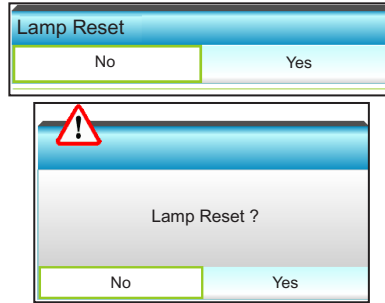 Lamp Reset
No Yes
!
Lamp Reset ?
No Yes